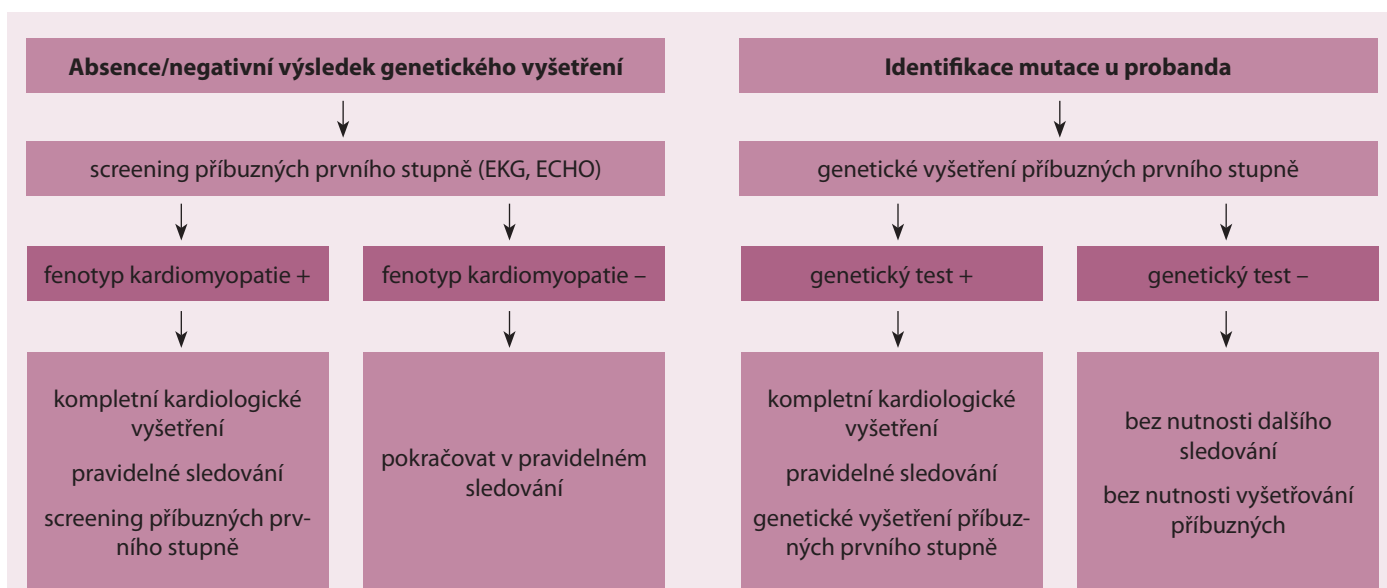 Absence/negativní výsledek genetického vyšetření
screening příbuzných prvního stupně (EKG, ECHO)
fenotyp kardiomyopatie +
fenotyp kardiomyopatie –
kompletní kardiologické
vyšetření
pravidelné sledování
screening příbuzných prv-
ního stupně
pokračovat v pravidelném
sledování
Identifikace mutace u probanda
genetické vyšetření příbuzných prvního stupně
genetický test +
genetický test –
kompletní kardiologické
vyšetření
pravidelné sledování
genetické vyšetření příbuz-
ných prvního stupně
bez nutnosti dalšího
sledování
bez nutnosti vyšetřování
příbuzných